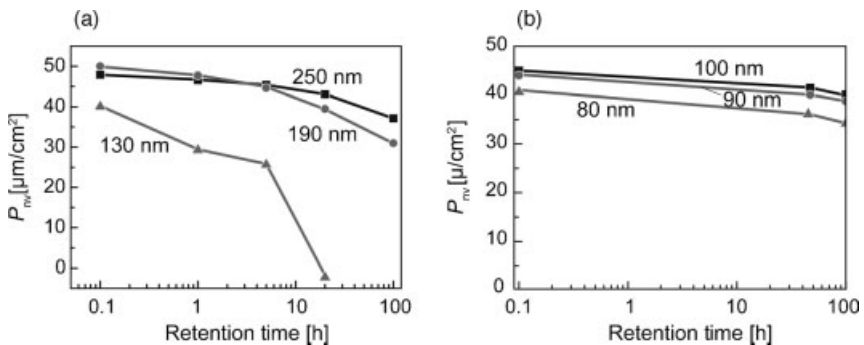 (a)
50
40
30
20
50
0
0.1
1
10
100
P_nv [µm/cm²]
Retention time [h]
250 nm
190 nm
130 nm
(b)
50
40
30
20
10
0
0.1
1
10
100
P_nv [µ/cm²]
Retention time [h]
100 nm
90 nm
80 nm